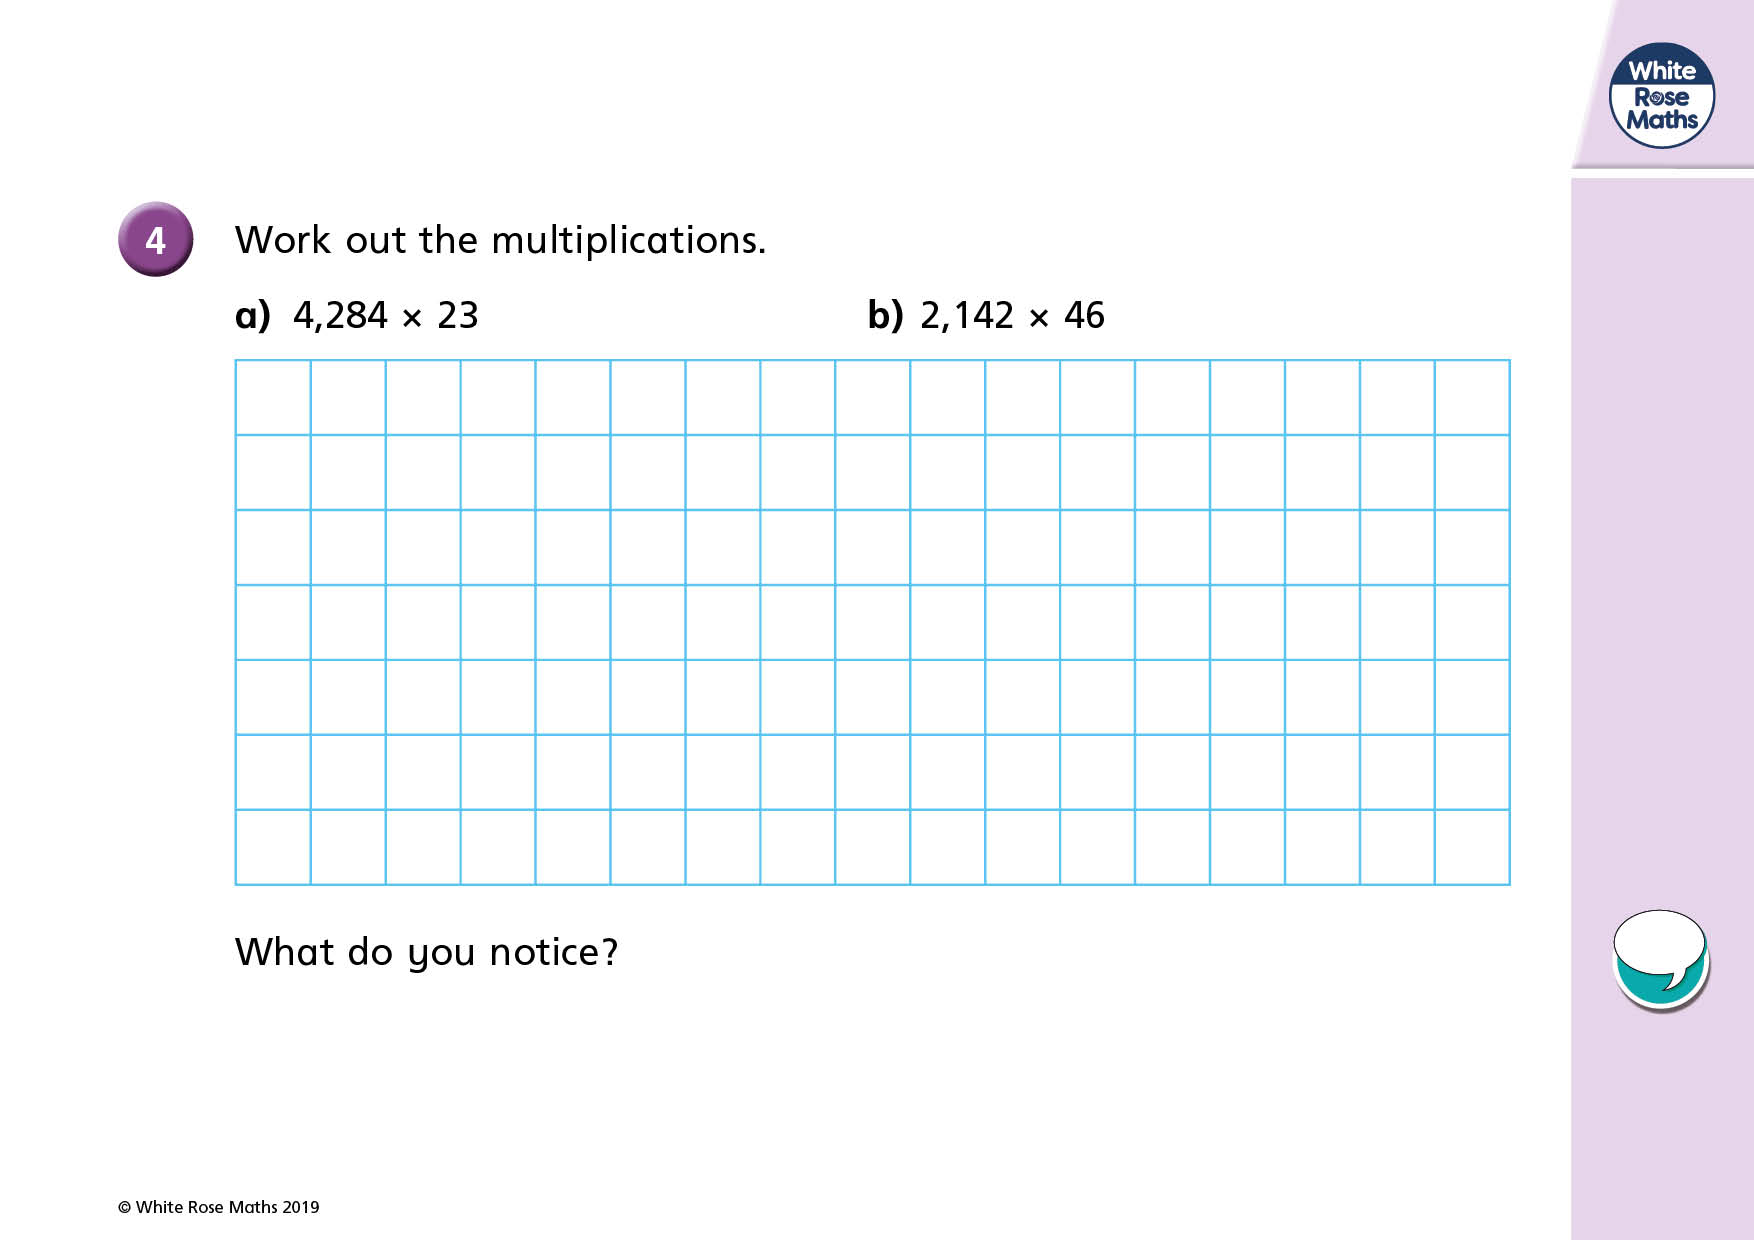 White
Rose
Maths
4 Work out the multiplications.
a) 4,284 × 23 b) 2,142 × 46
What do you notice?
© White Rose Maths 2019